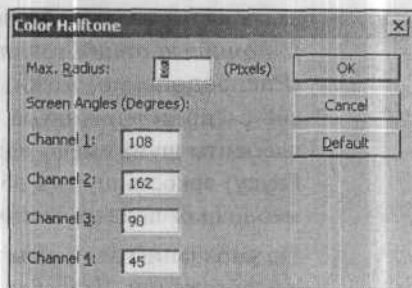 Color Halftone
Max. Radius: (Pixels) OK
Screen Angles (Degrees): Cancel
Channel 1: 108 Default
Channel 2: 162
Channel 3: 90
Channel 4: 45